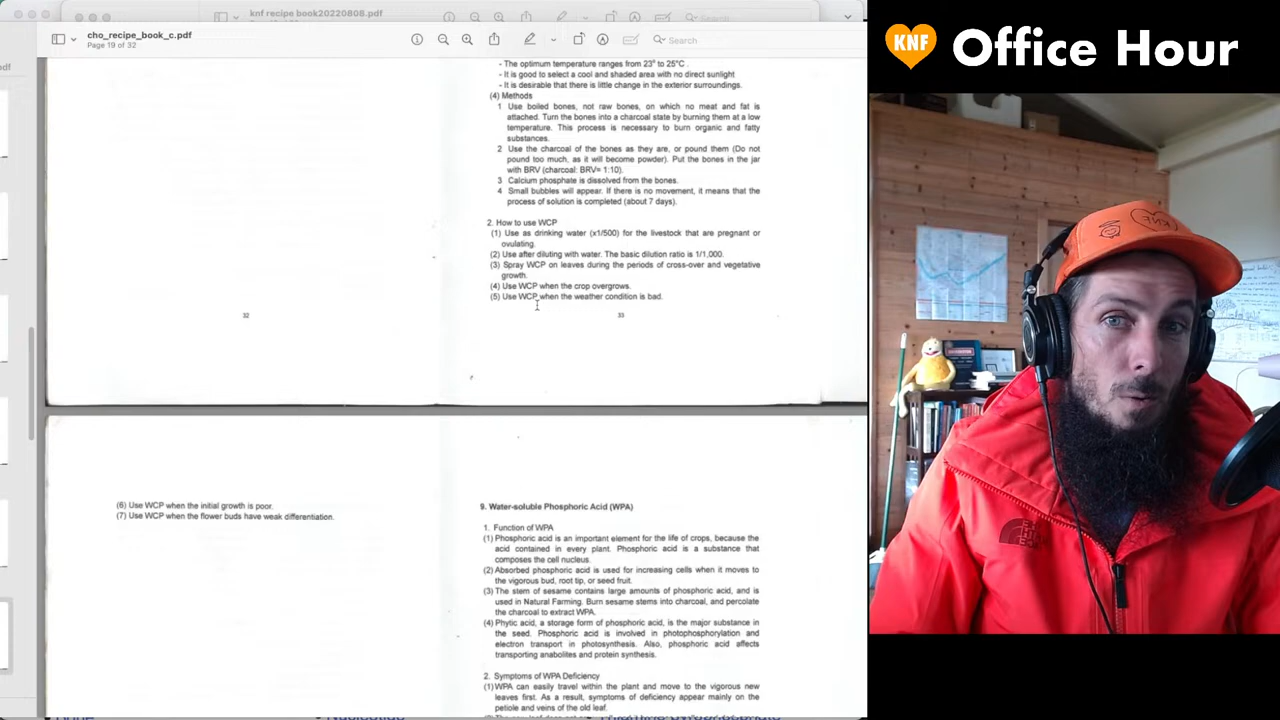 knf recipe book20220808.pdf
Search
pdf
cho_recipe_book_c.pdf
Page 19 of 32
Search
KNF Office Hour
- The optimum temperature ranges from 23° to 25°C .
- It is good to select a cool and shaded area with no direct sunlight
- It is desirable that there is little change in the exterior surroundings.
(4) Methods
1 Use boiled bones, not raw bones, on which no meat and fat is
attached. Turn the bones into a charcoal state by burning them at a low
temperature. This process is necessary to burn organic and fatty
substances.
2 Use the charcoal of the bones as they are, or pound them (Do not
pound too much, as it will become powder). Put the bones in the jar
with BRV (charcoal: BRV= 1:10).
3 Calcium phosphate is dissolved from the bones.
4 Small bubbles will appear. If there is no movement, it means that the
process of solution is completed (about 7 days).
2. How to use WCP
(1) Use as drinking water (x1/500) for the livestock that are pregnant or
ovulating.
(2) Use after diluting with water. The basic dilution ratio is 1/1,000.
(3) Spray WCP on leaves during the periods of cross-over and vegetative
growth.
(4) Use WCP when the crop overgrows.
(5) Use WCP when the weather condition is bad.
32
33
(6) Use WCP when the initial growth is poor.
(7) Use WCP when the flower buds have weak differentiation.
9. Water-soluble Phosphoric Acid (WPA)
1. Function of WPA
(1) Phosphoric acid is an important element for the life of crops, because the
acid contained in every plant. Phosphoric acid is a substance that
composes the cell nucleus.
(2) Absorbed phosphoric acid is used for increasing cells when it moves to
the vigorous bud, root tip, or seed fruit.
(3) The stem of sesame contains large amounts of phosphoric acid, and is
used in Natural Farming. Burn sesame stems into charcoal, and percolate
the charcoal to extract WPA.
(4) Phytic acid, a storage form of phosphoric acid, is the major substance in
the seed. Phosphoric acid is involved in photophosphorylation and
electron transport in photosynthesis. Also, phosphoric acid affects
transporting anabolites and protein synthesis.
2. Symptoms of WPA Deficiency
(1) WPA can easily travel within the plant and move to the vigorous new
leaves first. As a result, symptoms of deficiency appear mainly on the
petiole and veins of the old leaf.